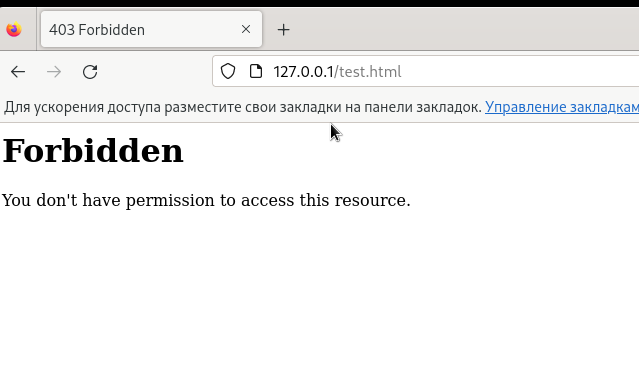 403 Forbidden
127.0.0.1/test.html
Для ускорения доступа разместите свои закладки на панели закладок. Управление закладкам
Forbidden
You don't have permission to access this resource.